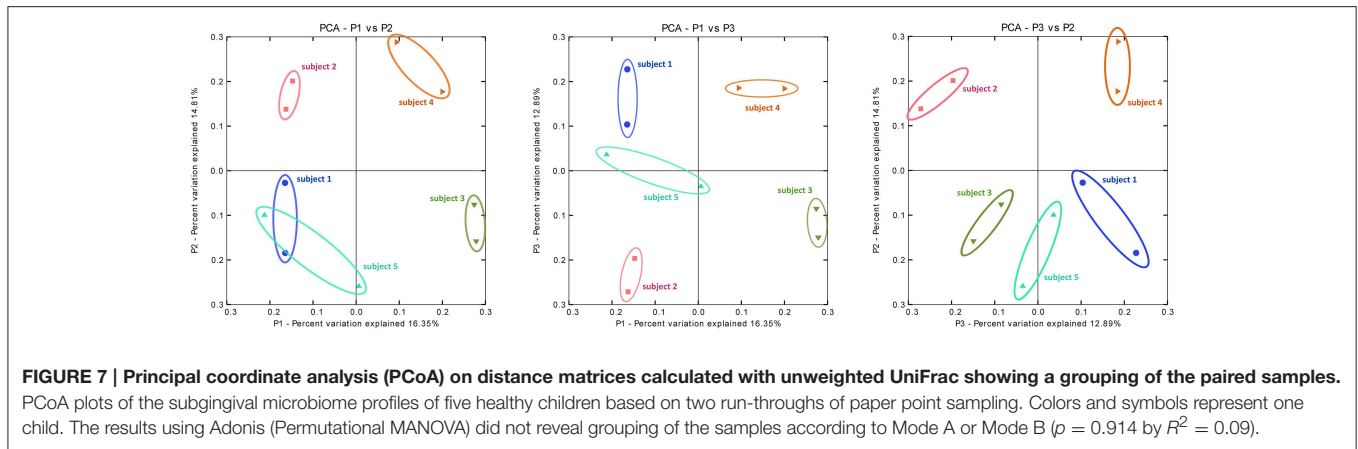 PCA - P1 vs P2
0.3
0.2
0.1
0.0
0.1
0.2
0.3
P2 - Percent variation explained 14.81%
subject 2
subject 4
subject 1
subject 3
subject 5
0.3 0.2 0.1 0.0 0.1 0.2 0.3
P1 - Percent variation explained 16.35%
PCA - P1 vs P3
0.3
0.2
0.1
0.0
0.1
0.2
0.3
P3 - Percent variation explained 12.89%
subject 1
subject 4
subject 3
subject 5
subject 2
0.3 0.2 0.1 0.0 0.1 0.2 0.3
P1 - Percent variation explained 16.35%
PCA - P3 vs P2
0.3
0.2
0.1
0.0
0.1
0.2
0.3
P2 - Percent variation explained 14.81%
subject 2
subject 4
subject 1
subject 3
subject 5
0.3 0.2 0.1 0.0 0.1 0.2 0.3
P3 - Percent variation explained 12.89%
FIGURE 7 | Principal coordinate analysis (PCoA) on distance matrices calculated with unweighted UniFrac showing a grouping of the paired samples.
PCoA plots of the subgingival microbiome profiles of five healthy children based on two run-throughs of paper point sampling. Colors and symbols represent one
child. The results using Adonis (Permutational MANOVA) did not reveal grouping of the samples according to Mode A or Mode B (p = 0.914 by R² = 0.09).